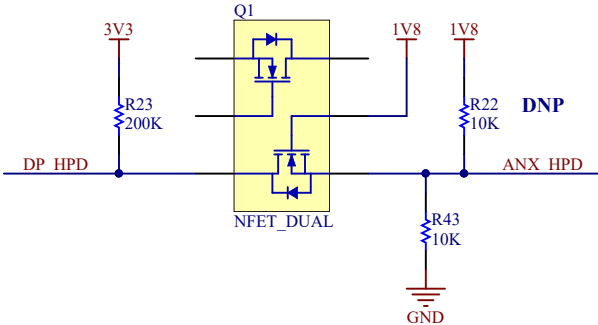 Q1
3V3
1V8
1V8
R23
200K
R22
10K
DNP
DP_HPD
ANX_HPD
NFET_DUAL
R43
10K
GND